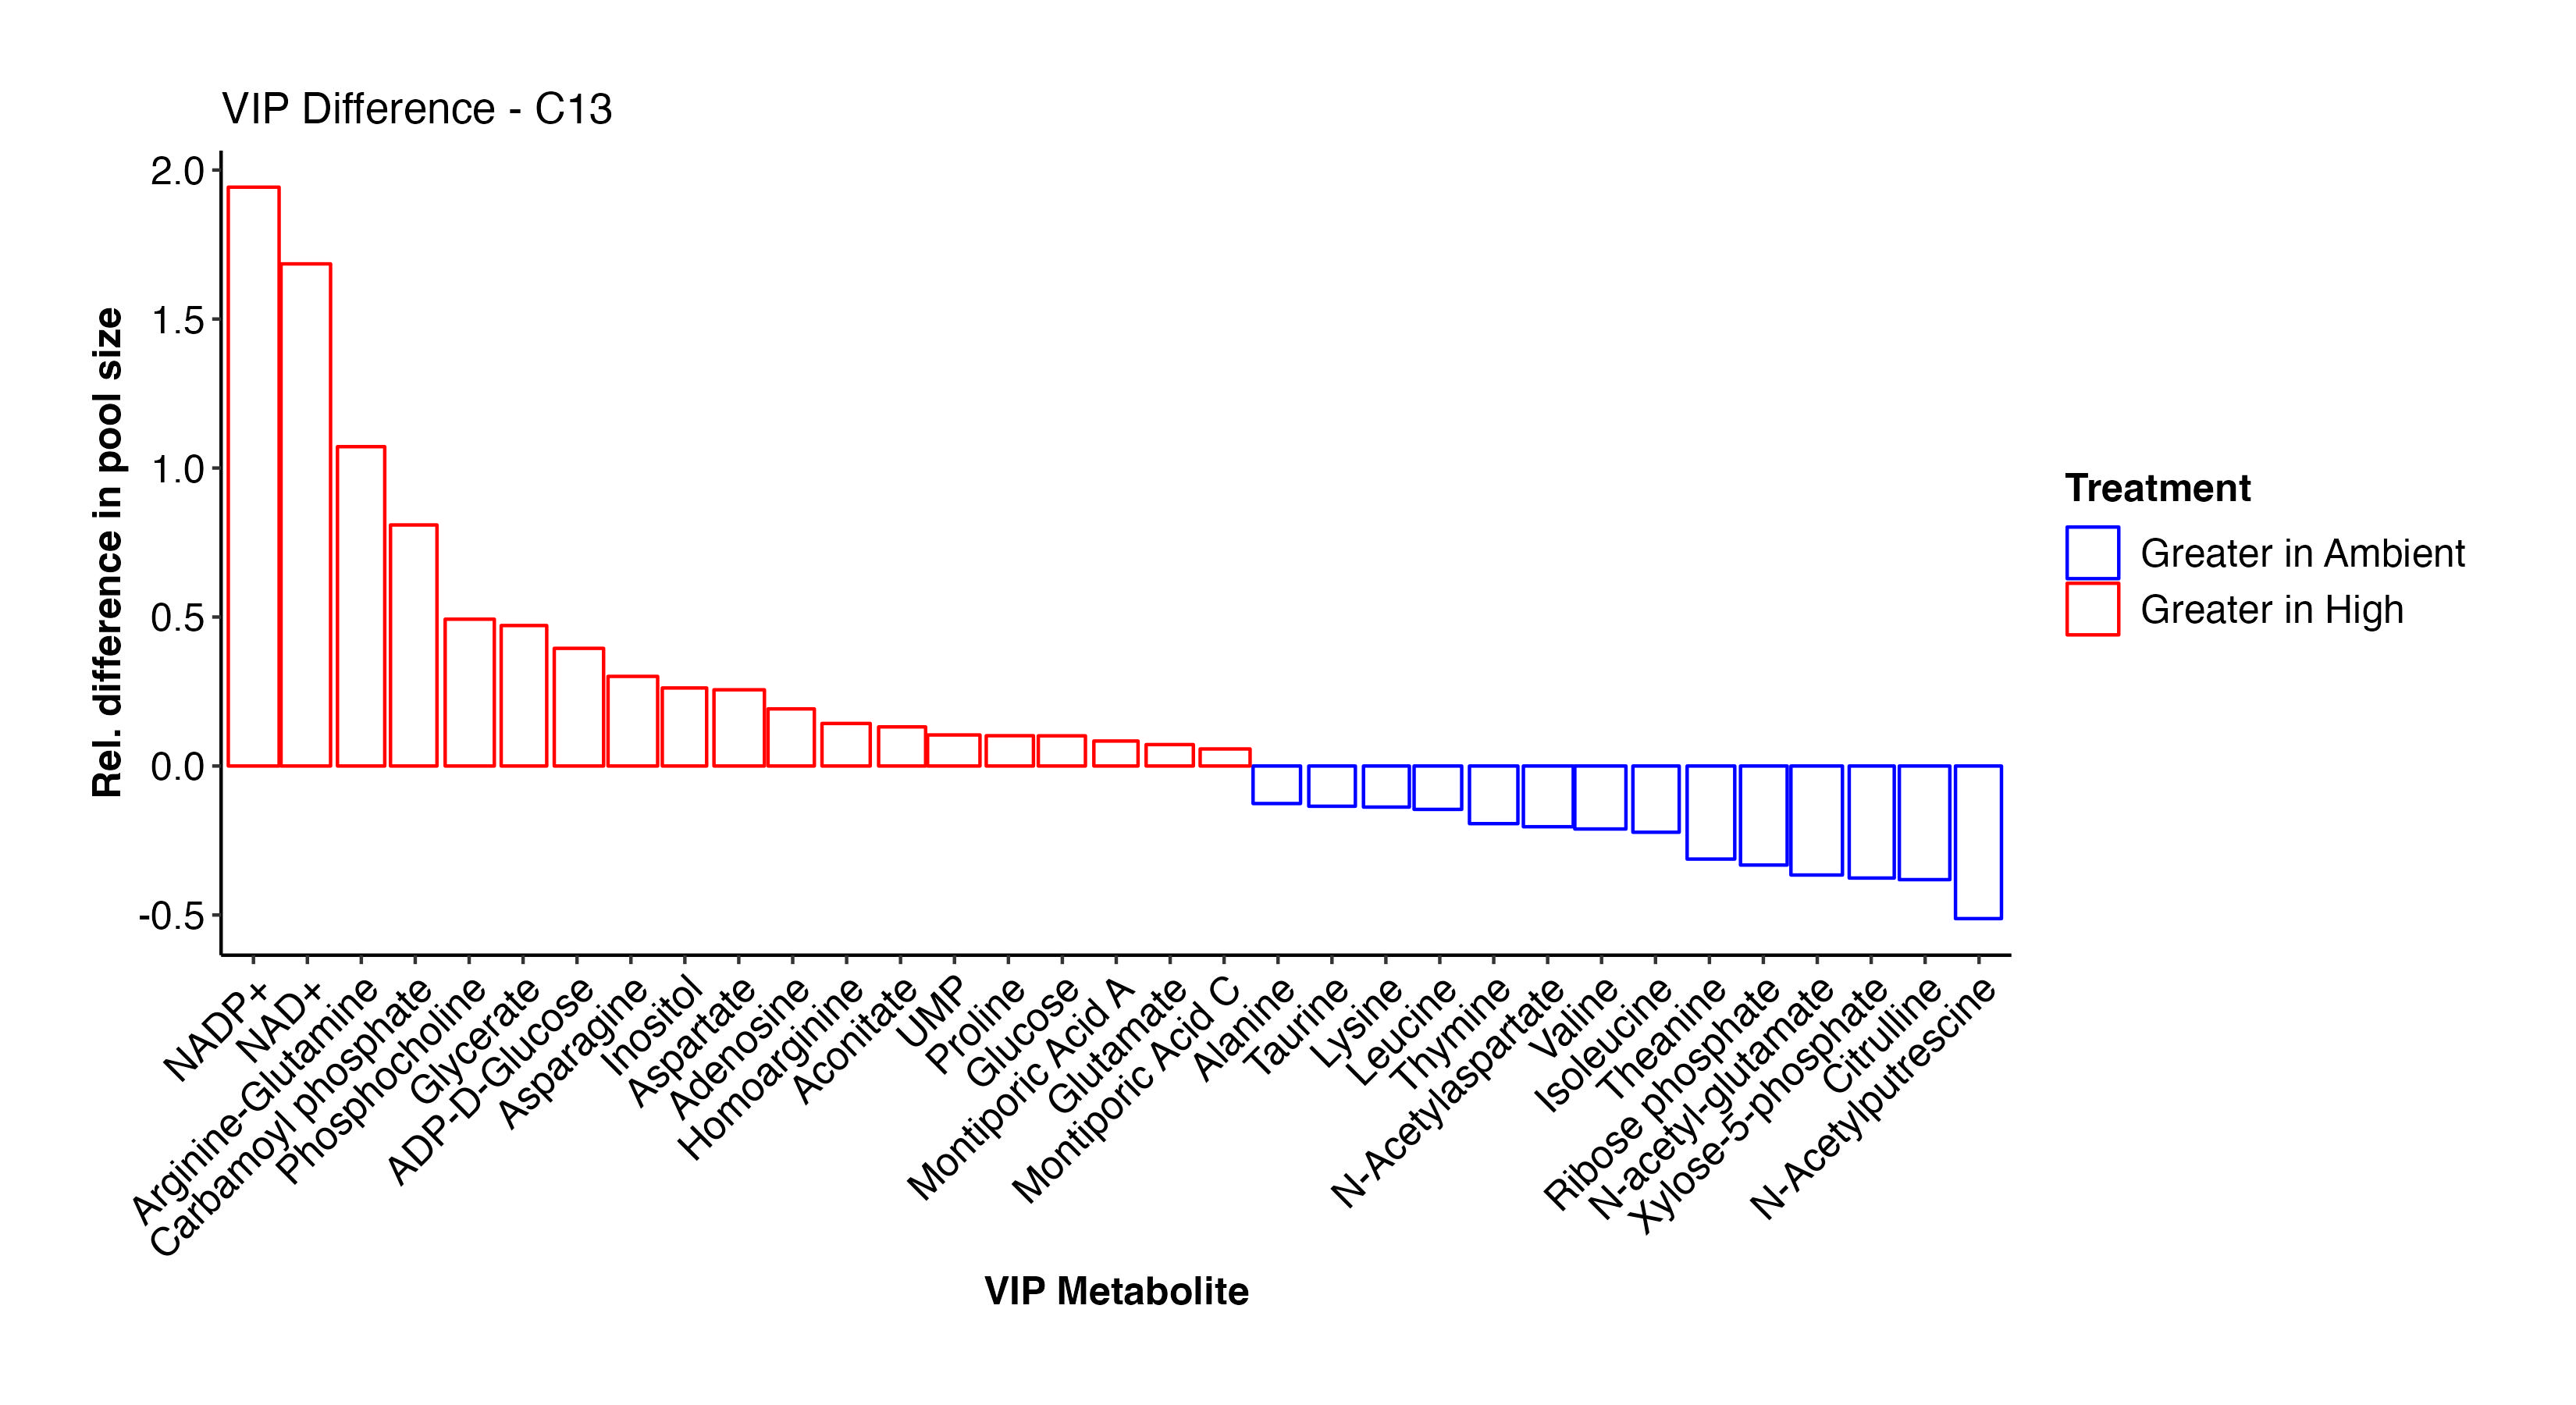 VIP Difference - C13
Rel. difference in pool size
2.0
1.5
1.0
0.5
0.0
-0.5
NADP+
NAD+
Arginine-Glutamine
Carbamoyl phosphate
Phosphocholine
Glycerate
ADP-D-Glucose
Asparagine
Inositol
Aspartate
Adenosine
Homoarginine
Aconitate
UMP
Proline
Glucose
Montiporic Acid A
Glutamate
Montiporic Acid C
Alanine
Taurine
Lysine
Leucine
Thymine
N-Acetylaspartate
Valine
Isoleucine
Theanine
Ribose phosphate
N-acetyl-glutamate
Xylose-5-phosphate
Citrulline
N-Acetylputrescine
VIP Metabolite
Treatment
Greater in Ambient
Greater in High